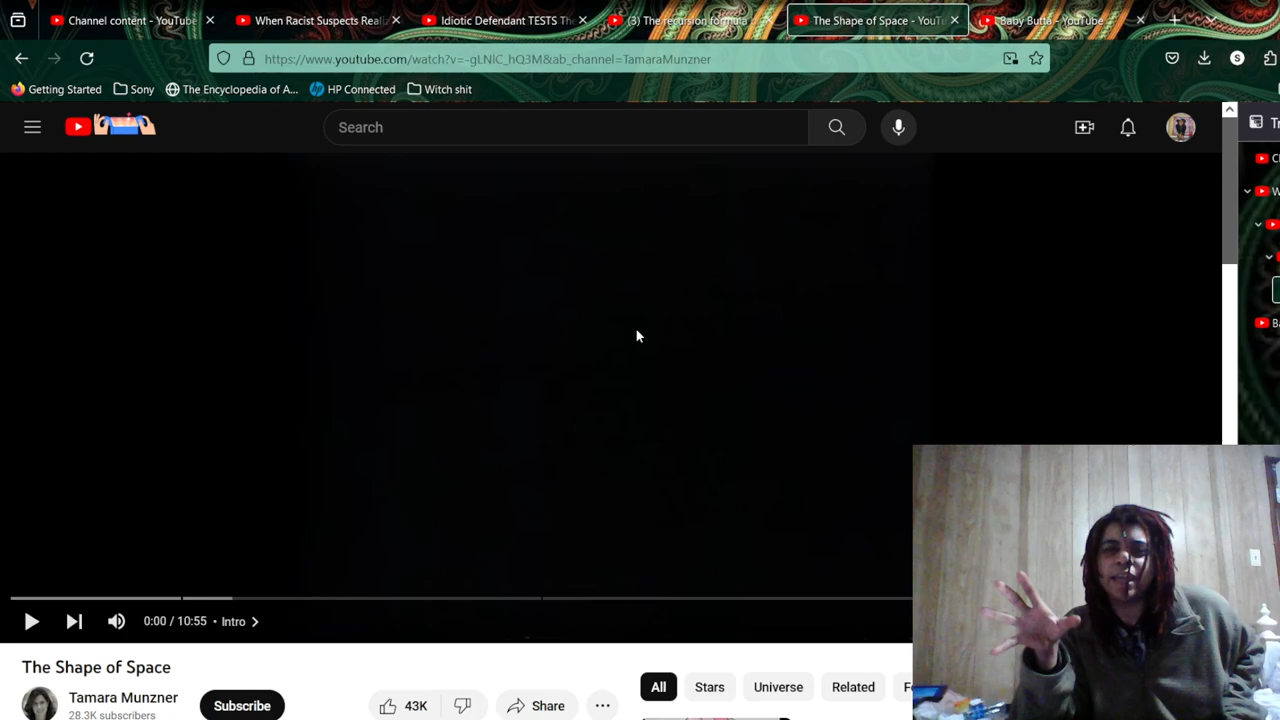 Channel content - YouTube
When Racist Suspects Reali
Idiotic Defendant TESTS The
(3) The recursion formula
The Shape of Space - YouTu
Baby Butta - YouTube
https://www.youtube.com/watch?v=-gLNlC_hQ3M&ab_channel=TamaraMunzner
S
Getting Started
Sony
The Encyclopedia of A...
HP Connected
Witch shit
Search
0:00 / 10:55 • Intro
The Shape of Space
Tamara Munzner
28.3K subscribers
Subscribe
43K
Share
All
Stars
Universe
Related